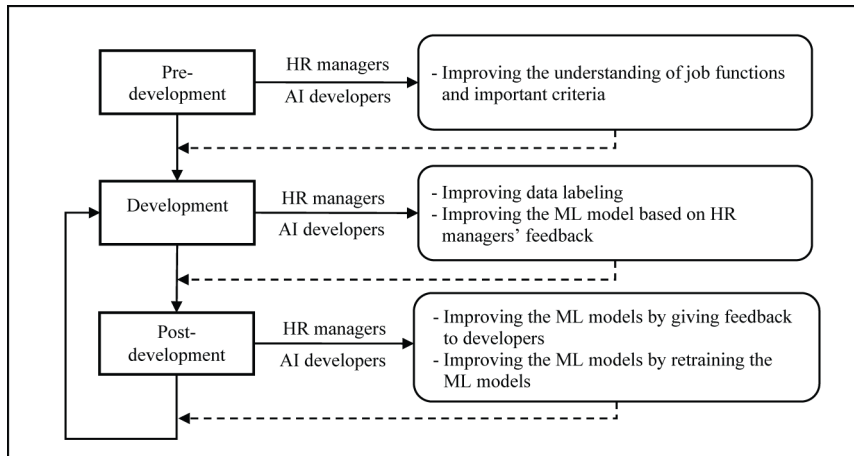 Pre-
development
HR managers
AI developers
- Improving the understanding of job functions
and important criteria
Development
HR managers
AI developers
- Improving data labeling
- Improving the ML model based on HR
managers’ feedback
Post-
development
HR managers
AI developers
- Improving the ML models by giving feedback
to developers
- Improving the ML models by retraining the
ML models